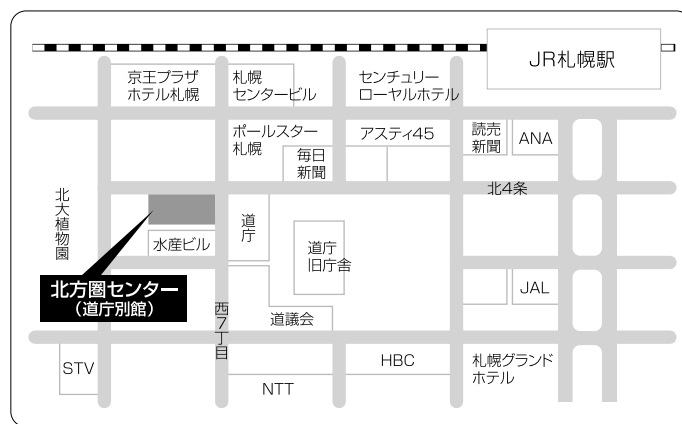 JR札幌駅
京王プラザ
ホテル札幌
札幌
センタービル
センチュリー
ローヤルホテル
ポールスター
札幌
アスティ45
読売
新聞
ANA
毎日
新聞
北4条
北大植物園
道庁
道庁
旧庁舎
水産ビル
北方圏センター
（道庁別館）
JAL
西7丁目
道議会
STV
NTT
HBC
札幌グランド
ホテル